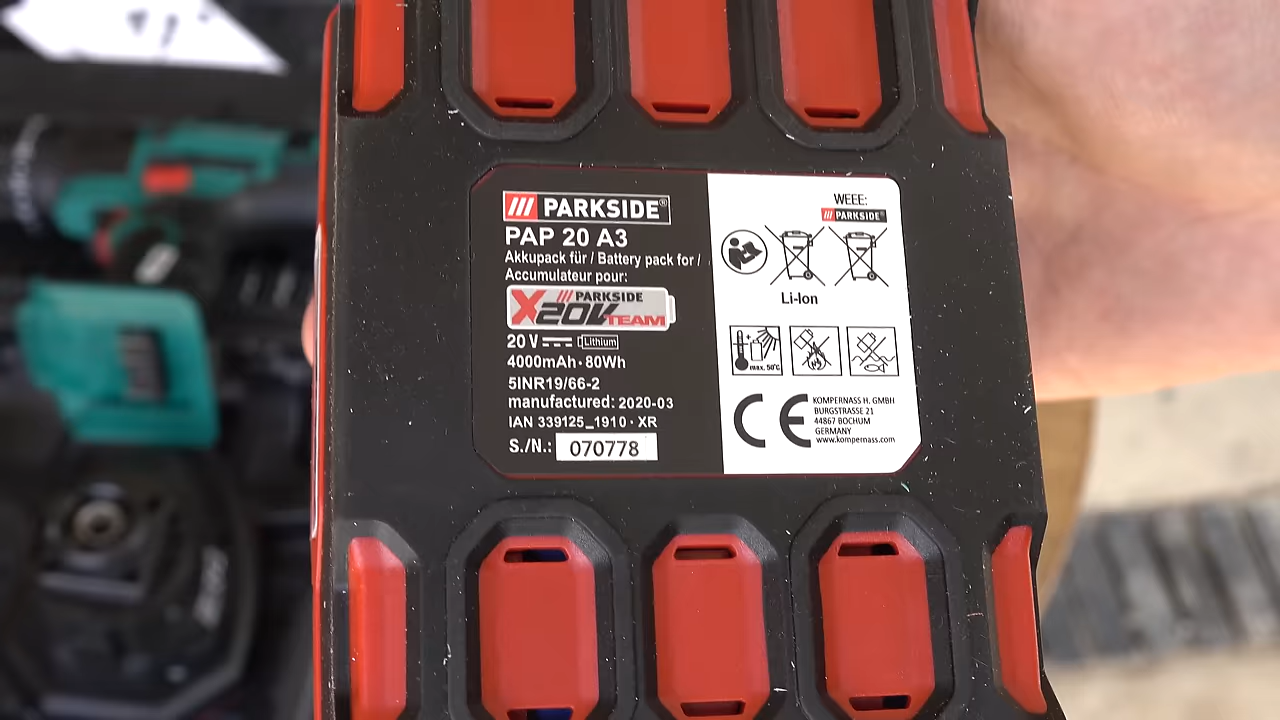 PARKSIDE®
PAP 20 A3
Akkupack für / Battery pack for /
Accumulateur pour:
PARKSIDE
X20V TEAM
20 V Lithium
4000mAh · 80Wh
5INR19/66-2
manufactured: 2020-03
IAN 339125_1910 · XR
S./N.: 070778
WEEE:
PARKSIDE®
Li-Ion
max. 50°C
CE
KOMPERNASS H. GMBH
BURGSTRASSE 21
44867 BOCHUM
GERMANY
www.kompernass.com